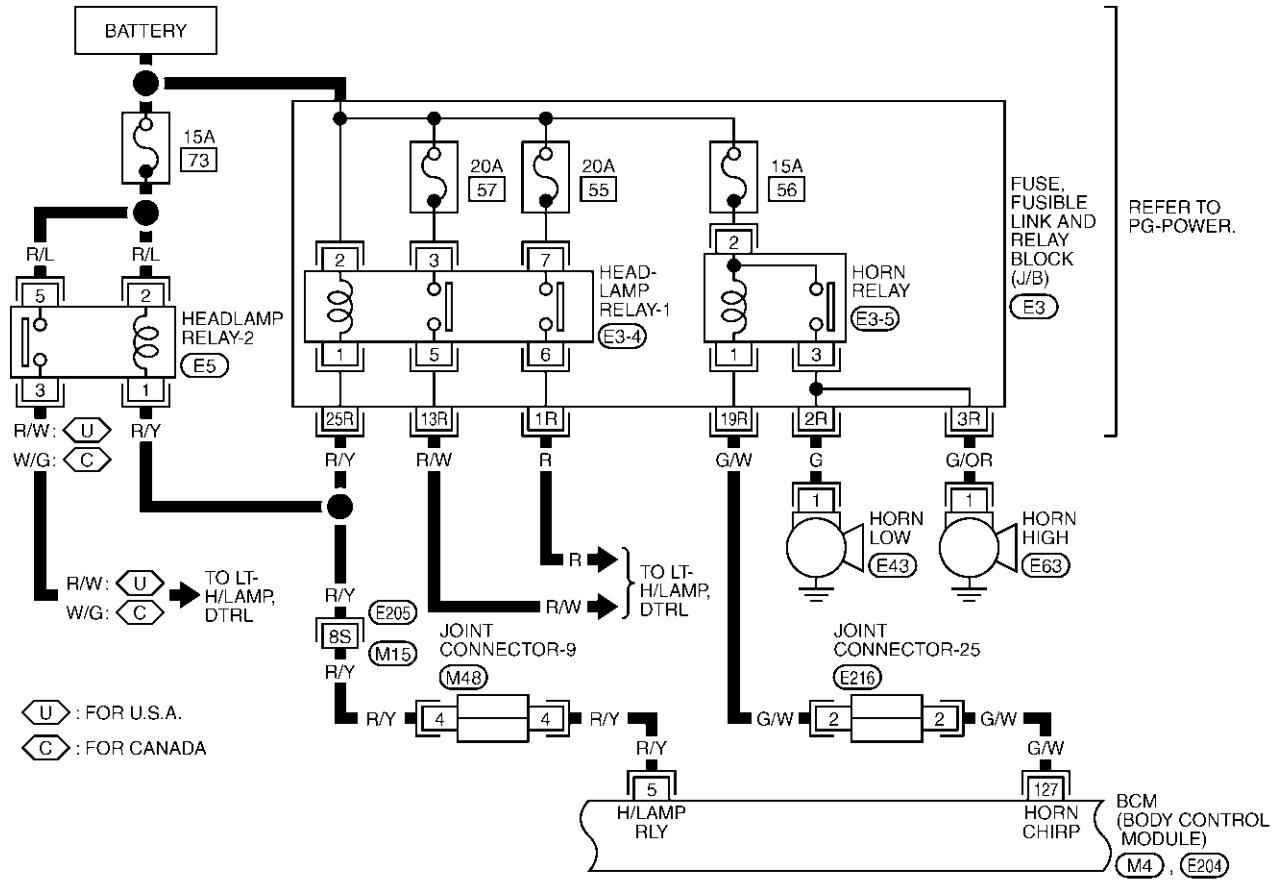 BATTERY
15A
73
20A
57
20A
55
15A
56
FUSE,
FUSIBLE
LINK AND
RELAY
BLOCK
(J/B)
E3
REFER TO
PG-POWER.
R/L
R/L
5
2
HEADLAMP
RELAY-2
E5
3
1
2
3
7
HEAD-
LAMP
RELAY-1
E3-4
1
5
6
2
HORN
RELAY
E3-5
1
3
R/W:
U
R/Y
W/G:
C
25R
13R
1R
19R
2R
3R
R/Y
R/W
R
G/W
G
G/OR
1
HORN
LOW
E43
1
HORN
HIGH
E63
R/W:
U
W/G:
C
TO LT-
H/LAMP,
DTRL
R
R/W
TO LT-
H/LAMP,
DTRL
R/Y
E205
8S
M15
R/Y
JOINT
CONNECTOR-9
M48
R/Y
4
4
R/Y
R/Y
JOINT
CONNECTOR-25
E216
G/W
2
2
G/W
G/W
U
: FOR U.S.A.
C
: FOR CANADA
5
H/LAMP
RLY
127
HORN
CHIRP
BCM
(BODY CONTROL
MODULE)
M4
,
E204